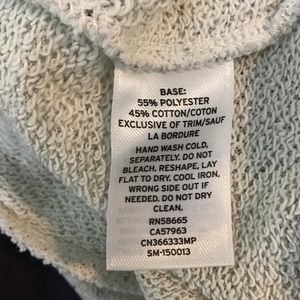 BASE:
55% POLYESTER
45% COTTON/COTON
EXCLUSIVE OF TRIM/SAUF
LA BORDURE
HAND WASH COLD,
SEPARATELY. DO NOT
BLEACH. RESHAPE, LAY
FLAT TO DRY. COOL IRON,
WRONG SIDE OUT IF
NEEDED. DO NOT DRY
CLEAN.
RN58665
CA57963
CN366333MP
SM-150013